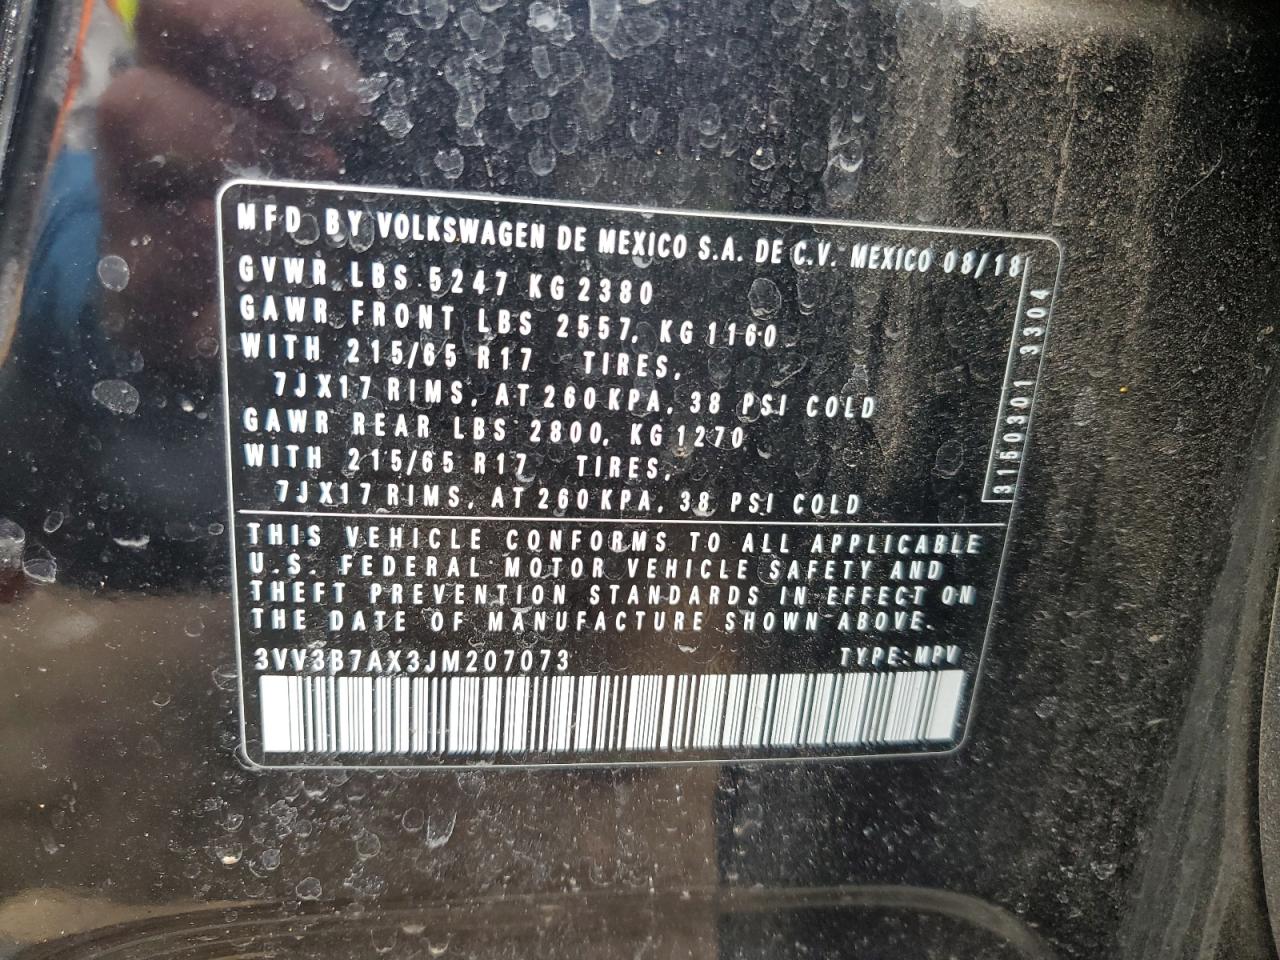 MFD BY VOLKSWAGEN DE MEXICO S.A. DE C.V. MEXICO 08/18
GVWR LBS 5247 KG 2380
GAWR FRONT LBS 2557, KG 1160
WITH 215/65 R17 TIRES,
7JX17 RIMS, AT 260 KPA, 38 PSI COLD
GAWR REAR LBS 2800, KG 1270
WITH 215/65 R17 TIRES,
7JX17 RIMS, AT 260 KPA, 38 PSI COLD
3150301 3304
THIS VEHICLE CONFORMS TO ALL APPLICABLE
U.S. FEDERAL MOTOR VEHICLE SAFETY AND
THEFT PREVENTION STANDARDS IN EFFECT ON
THE DATE OF MANUFACTURE SHOWN ABOVE.
3VV3B7AX3JM207073 TYPE: MPV